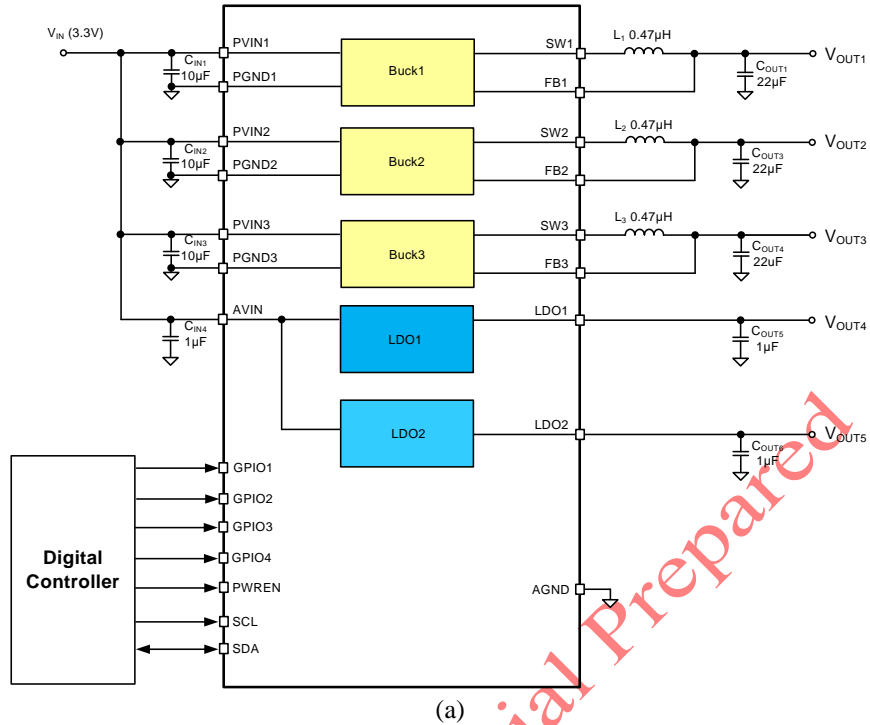 VIN (3.3V)
CIN1
10µF
PVIN1
PGND1
Buck1
SW1
FB1
L1 0.47µH
COUT1
22µF
VOUT1
CIN2
10µF
PVIN2
PGND2
Buck2
SW2
FB2
L2 0.47µH
COUT3
22µF
VOUT2
CIN3
10µF
PVIN3
PGND3
Buck3
SW3
FB3
L3 0.47µH
COUT4
22uF
VOUT3
CIN4
1µF
AVIN
LDO1
LDO1
COUT5
1µF
VOUT4
LDO2
LDO2
COUT6
1µF
VOUT5
Digital
Controller
GPIO1
GPIO2
GPIO3
GPIO4
PWREN
SCL
SDA
AGND
Prepared
(a)